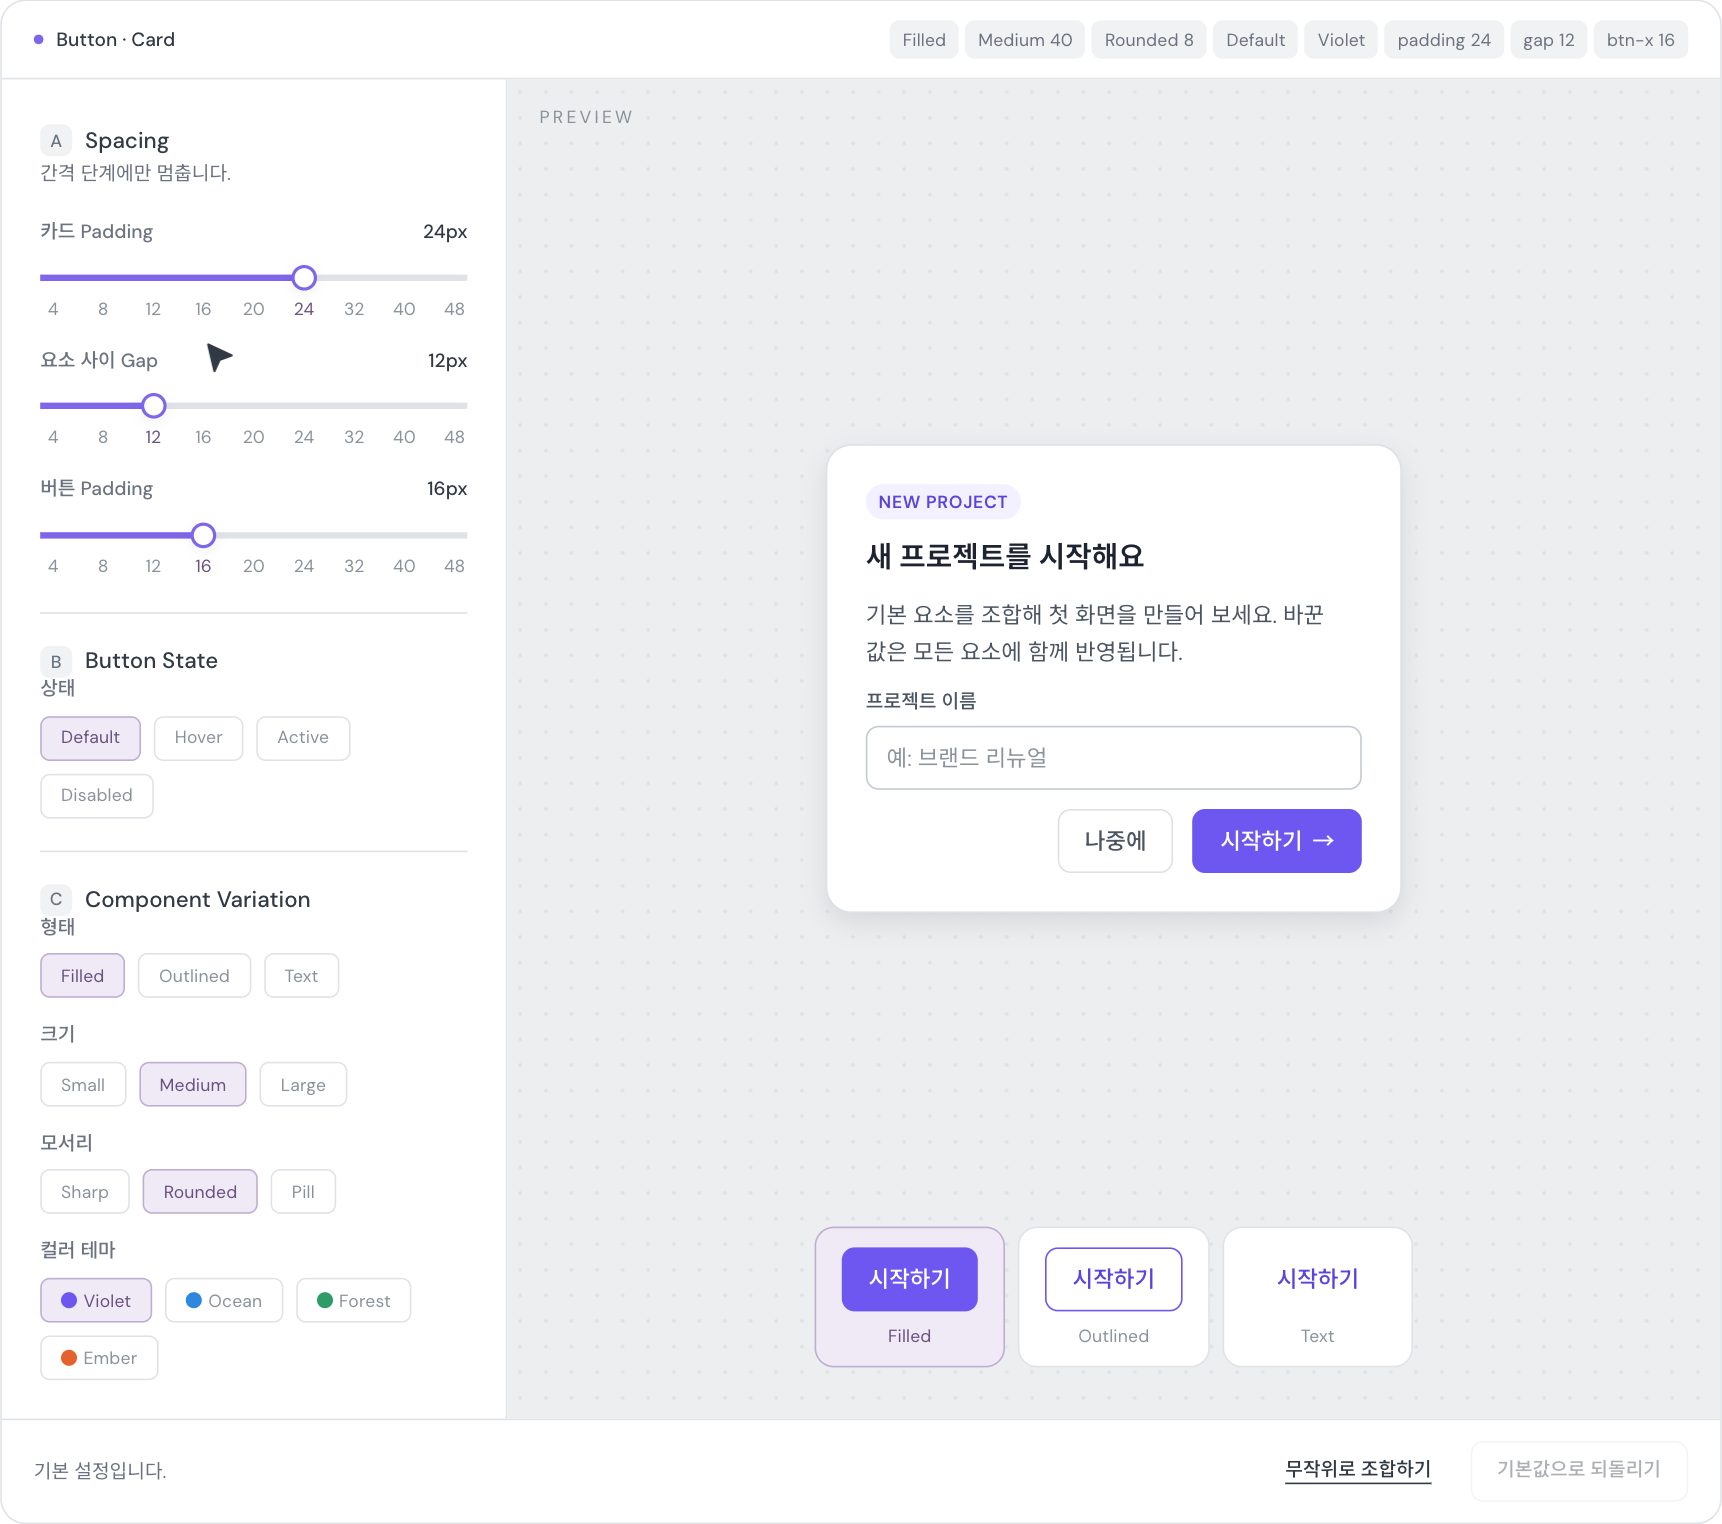 Button · Card
Filled Medium 40 Rounded 8 Default Violet padding 24 gap 12 btn-x 16
A Spacing
간격 단계에만 멈춥니다.
카드 Padding 24px
4 8 12 16 20 24 32 40 48
요소 사이 Gap 12px
4 8 12 16 20 24 32 40 48
버튼 Padding 16px
4 8 12 16 20 24 32 40 48
B Button State
상태
Default Hover Active
Disabled
C Component Variation
형태
Filled Outlined Text
크기
Small Medium Large
모서리
Sharp Rounded Pill
컬러 테마
Violet Ocean Forest
Ember
PREVIEW
NEW PROJECT
새 프로젝트를 시작해요
기본 요소를 조합해 첫 화면을 만들어 보세요. 바꾼
값은 모든 요소에 함께 반영됩니다.
프로젝트 이름
예: 브랜드 리뉴얼
나중에 시작하기 →
시작하기 시작하기 시작하기
Filled Outlined Text
기본 설정입니다.
무작위로 조합하기 기본값으로 되돌리기